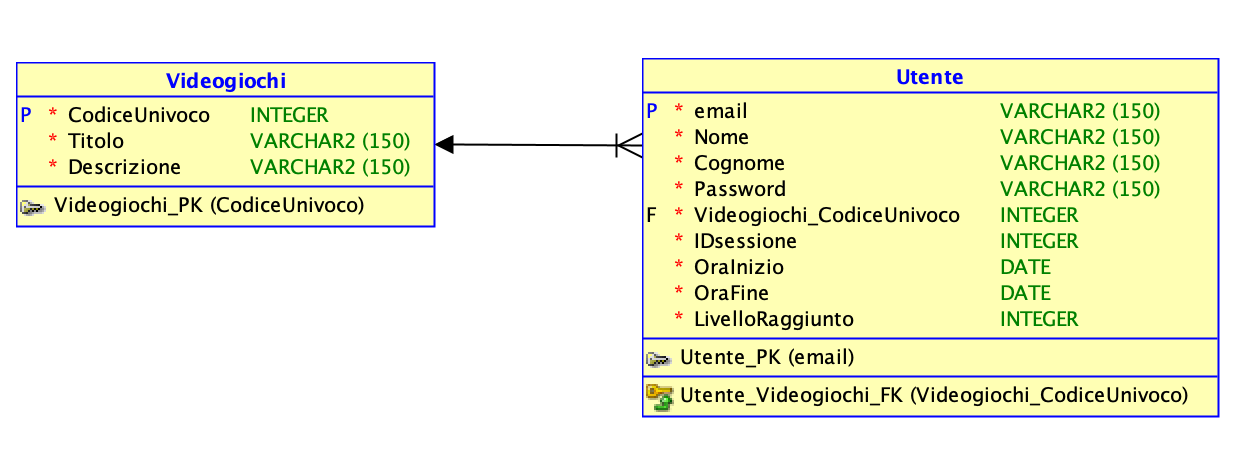 Videogiochi
P * CodiceUnivoco INTEGER
* Titolo VARCHAR2 (150)
* Descrizione VARCHAR2 (150)
Videogiochi_PK (CodiceUnivoco)
Utente
P * email VARCHAR2 (150)
* Nome VARCHAR2 (150)
* Cognome VARCHAR2 (150)
* Password VARCHAR2 (150)
F * Videogiochi_CodiceUnivoco INTEGER
* IDsessione INTEGER
* OraInizio DATE
* OraFine DATE
* LivelloRaggiunto INTEGER
Utente_PK (email)
Utente_Videogiochi_FK (Videogiochi_CodiceUnivoco)